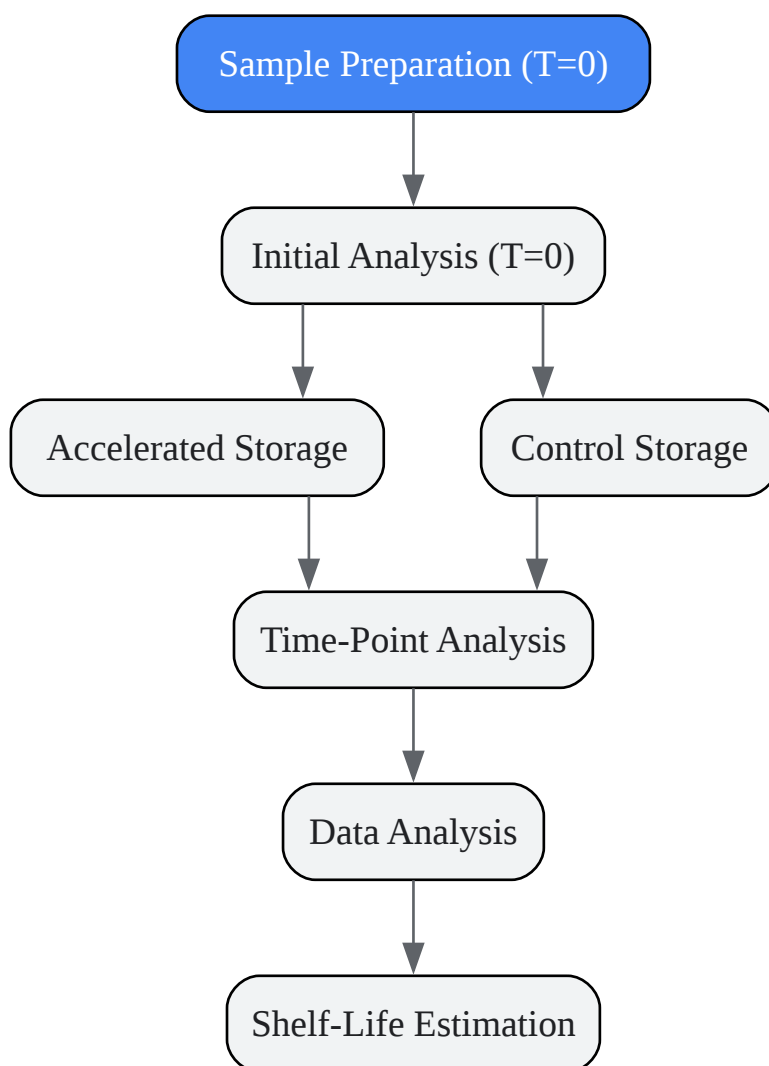 Sample Preparation (T=0)
Initial Analysis (T=0)
Accelerated Storage
Control Storage
Time-Point Analysis
Data Analysis
Shelf-Life Estimation